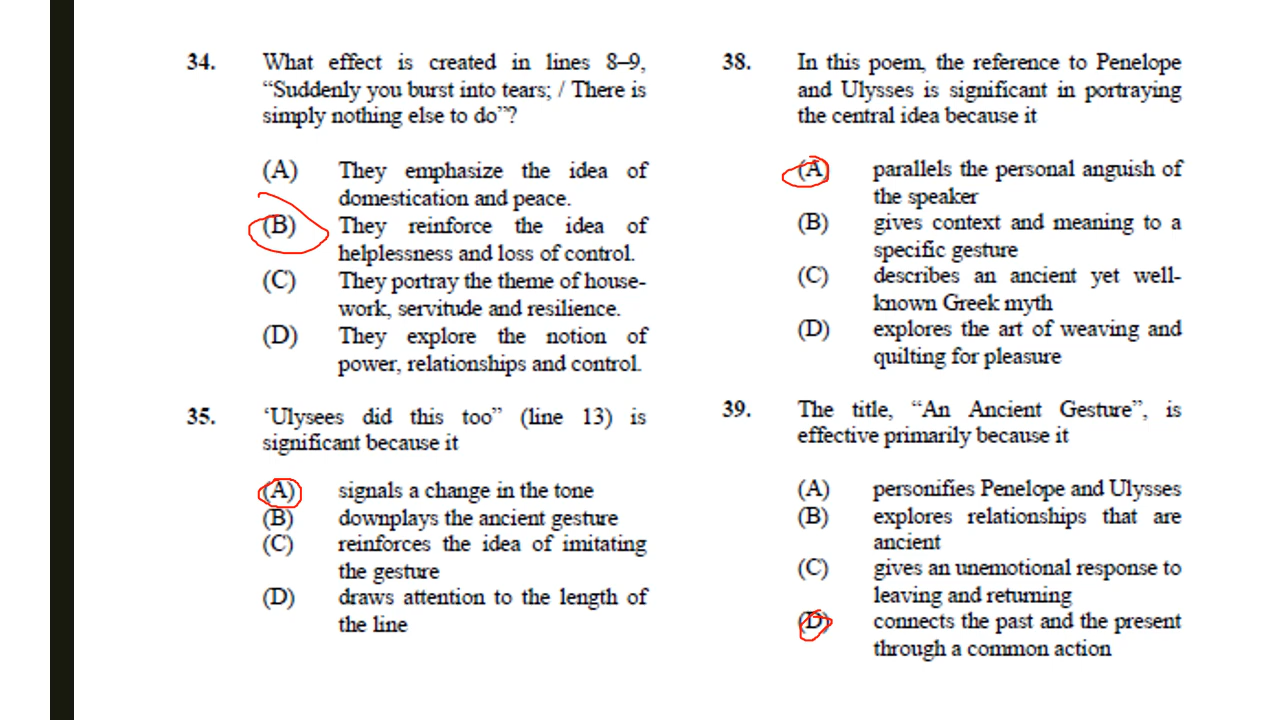 34. What effect is created in lines 8–9,
“Suddenly you burst into tears; / There is
simply nothing else to do”?
(A) They emphasize the idea of
domestication and peace.
(B) They reinforce the idea of
helplessness and loss of control.
(C) They portray the theme of house-
work, servitude and resilience.
(D) They explore the notion of
power, relationships and control.
35. ‘Ulysees did this too” (line 13) is
significant because it
(A) signals a change in the tone
(B) downplays the ancient gesture
(C) reinforces the idea of imitating
the gesture
(D) draws attention to the length of
the line
38. In this poem, the reference to Penelope
and Ulysses is significant in portraying
the central idea because it
(A) parallels the personal anguish of
the speaker
(B) gives context and meaning to a
specific gesture
(C) describes an ancient yet well-
known Greek myth
(D) explores the art of weaving and
quilting for pleasure
39. The title, “An Ancient Gesture”, is
effective primarily because it
(A) personifies Penelope and Ulysses
(B) explores relationships that are
ancient
(C) gives an unemotional response to
leaving and returning
(D) connects the past and the present
through a common action